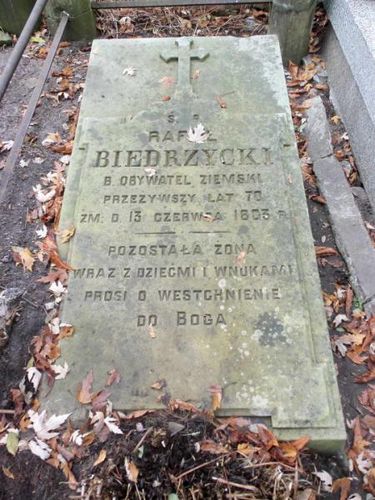 Ś. P.
RAFAŁ
BIEDRZYCKI
B. OBYWATEL ZIEMSKI
PRZEŻYWSZY LAT 70
ZM. D. 13 CZERWCA 1803 R.
POZOSTAŁA ŻONA
WRAZ Z DZIEĆMI I WNUKAMI
PROSI O WESTCHNIENIE
DO BOGA